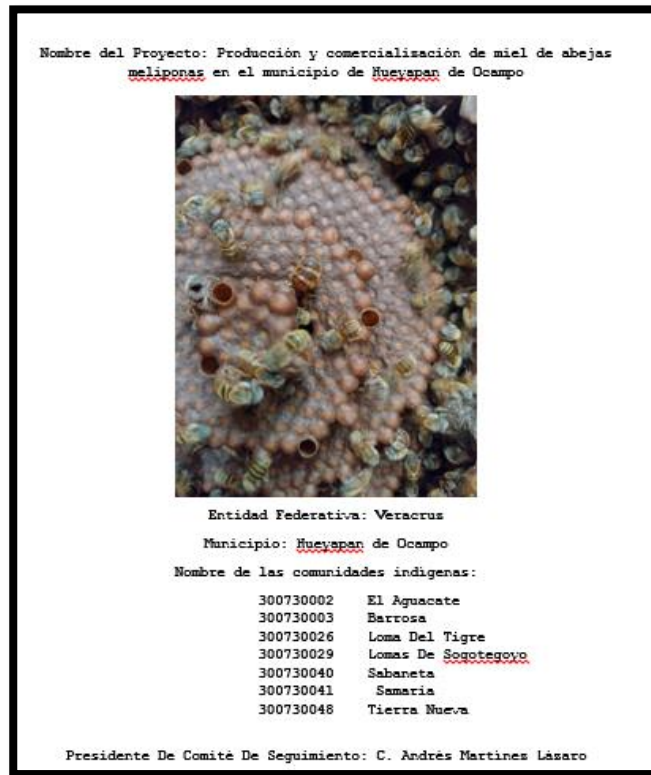 Nombre del Proyecto: Producción y comercialización de miel de abejas
meliponas en el municipio de Hueyapan de Ocampo
Entidad Federativa: Veracruz
Municipio: Hueyapan de Ocampo
Nombre de las comunidades indígenas:
300730002 El Aguacate
300730003 Barrosa
300730026 Loma Del Tigre
300730029 Lomas De Sogotegoyo
300730040 Sabaneta
300730041 Samaria
300730048 Tierra Nueva
Presidente De Comité De Seguimiento: C. Andrés Martínes Lásaro